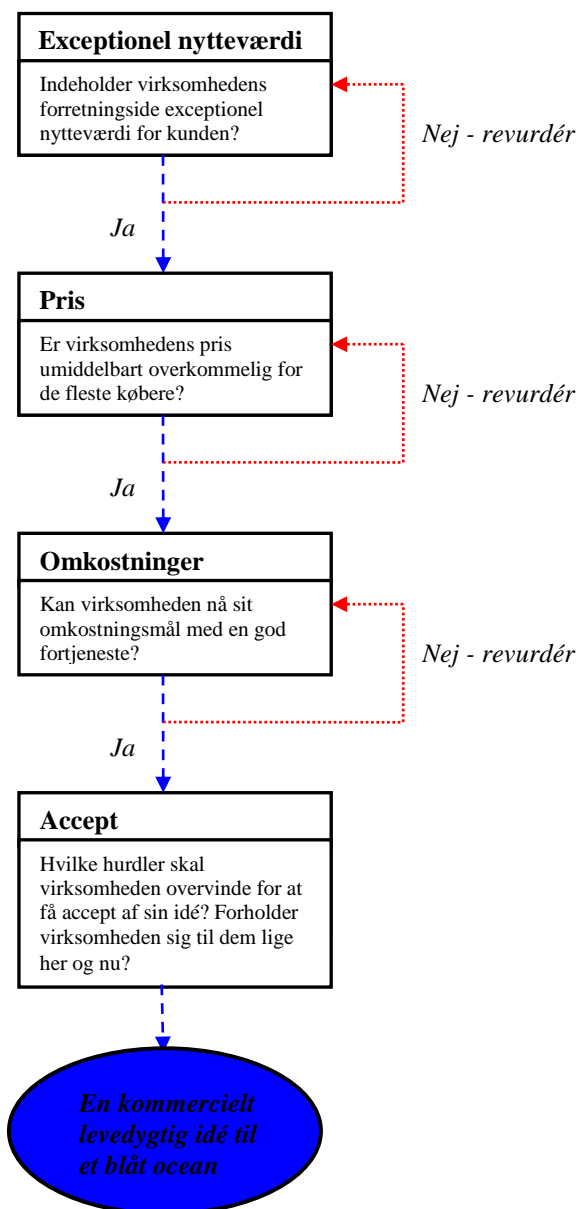 Exceptionel nytteværdi
Indeholder virksomhedens
forretningside exceptionel
nytteværdi for kunden?
Nej - revurdér
Ja
Pris
Er virksomhedens pris
umiddelbart overkommelig for
de fleste købere?
Nej - revurdér
Ja
Omkostninger
Kan virksomheden nå sit
omkostningsmål med en god
fortjeneste?
Nej - revurdér
Ja
Accept
Hvilke hurdler skal
virksomheden overvinde for at
få accept af sin idé? Forholder
virksomheden sig til dem lige
her og nu?
En kommercielt
levedygtig idé til
et blåt ocean